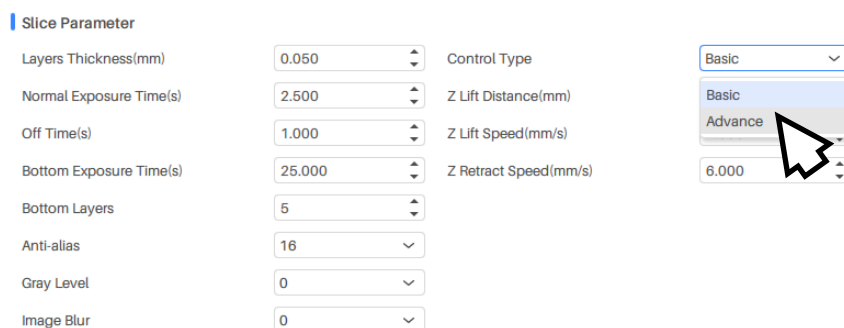 Slice Parameter
Layers Thickness(mm) 0.050 Control Type Basic
Normal Exposure Time(s) 2.500 Z Lift Distance(mm) Basic
Off Time(s) 1.000 Z Lift Speed(mm/s) Advance
Bottom Exposure Time(s) 25.000 Z Retract Speed(mm/s) 6.000
Bottom Layers 5
Anti-alias 16
Gray Level 0
Image Blur 0